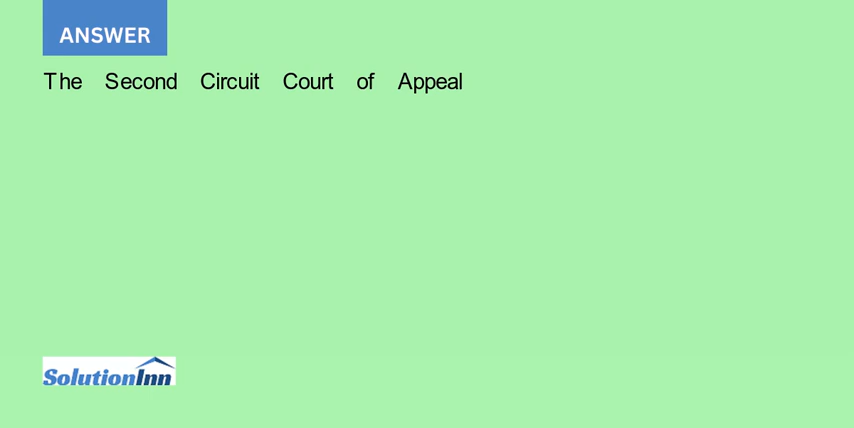 ANSWER
The Second Circuit Court of Appeal
SolutionInn